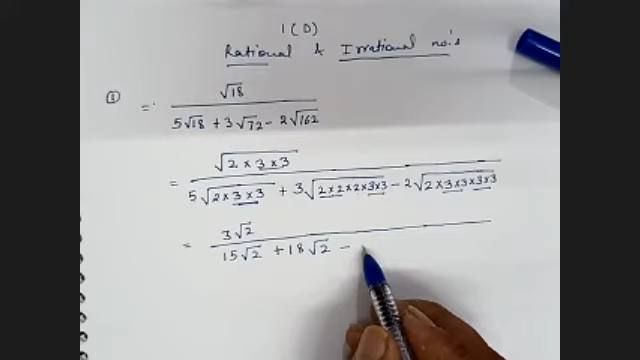 1(D)
Rational & Irrational no's
① = √18 / 5√18 + 3√72 - 2√162
= √2 × 3 × 3 / 5√2 × 3 × 3 + 3√2 × 2 × 2 × 3 × 3 - 2√2 × 3 × 3 × 3 × 3
= 3√2 / 15√2 + 18√2 -